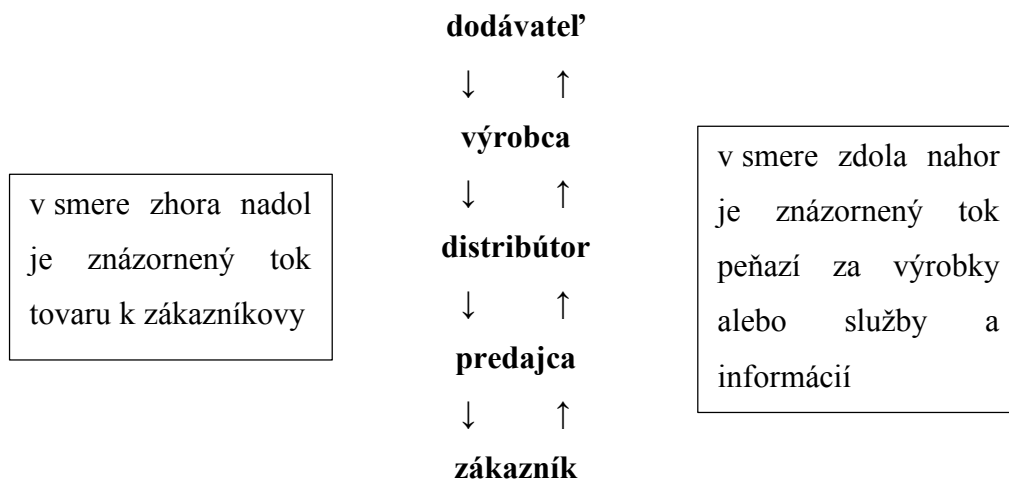 dodávateľ
↓ ↑
výrobca
↓ ↑
distribútor
↓ ↑
predajca
↓ ↑
zákazník
v smere zhora nadol
je znázornený tok
tovaru k zákazníkovy
v smere zdola nahor
je znázornený tok
peňazí za výrobky
alebo služby a
informácií